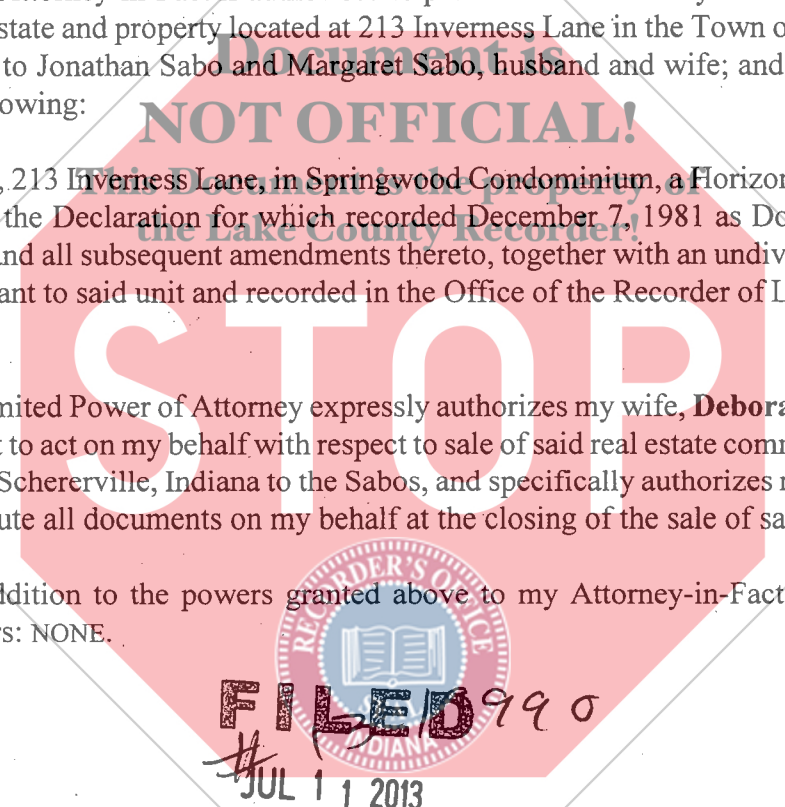 estate and property located at 213 Inverness Lane in the Town o
to Jonathan Sabo and Margaret Sabo, husband and wife; and
owing:
, 213 Inverness Lane, in Springwood Condominium, a Horizon
the Declaration for which recorded December 7, 1981 as Do
nd all subsequent amendments thereto, together with an undiv
ant to said unit and recorded in the Office of the Recorder of L
mited Power of Attorney expressly authorizes my wife, Debora
t to act on my behalf with respect to sale of said real estate comm
Schererville, Indiana to the Sabos, and specifically authorizes
ute all documents on my behalf at the closing of the sale of sa
ddition to the powers granted above to my Attorney-in-Fact
rs: NONE.
Document is
NOT OFFICIAL!
This Document is the property of
the Lake County Recorder!
STOP
RECORDER'S OFFICE
INDIANA
FILED
990
JUL 11 2013